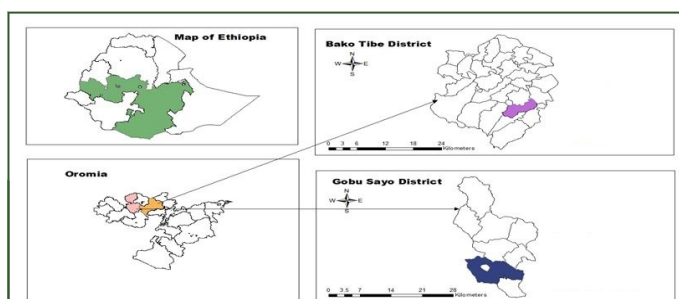 Map of Ethiopia
Bako Tibe District
N
W E
S
0 3 6 12 18 24
Kilometers
Oromia
N
W E
S
Gobu Sayo District
N
W E
S
0 3.5 7 14 21 28
Kilometers